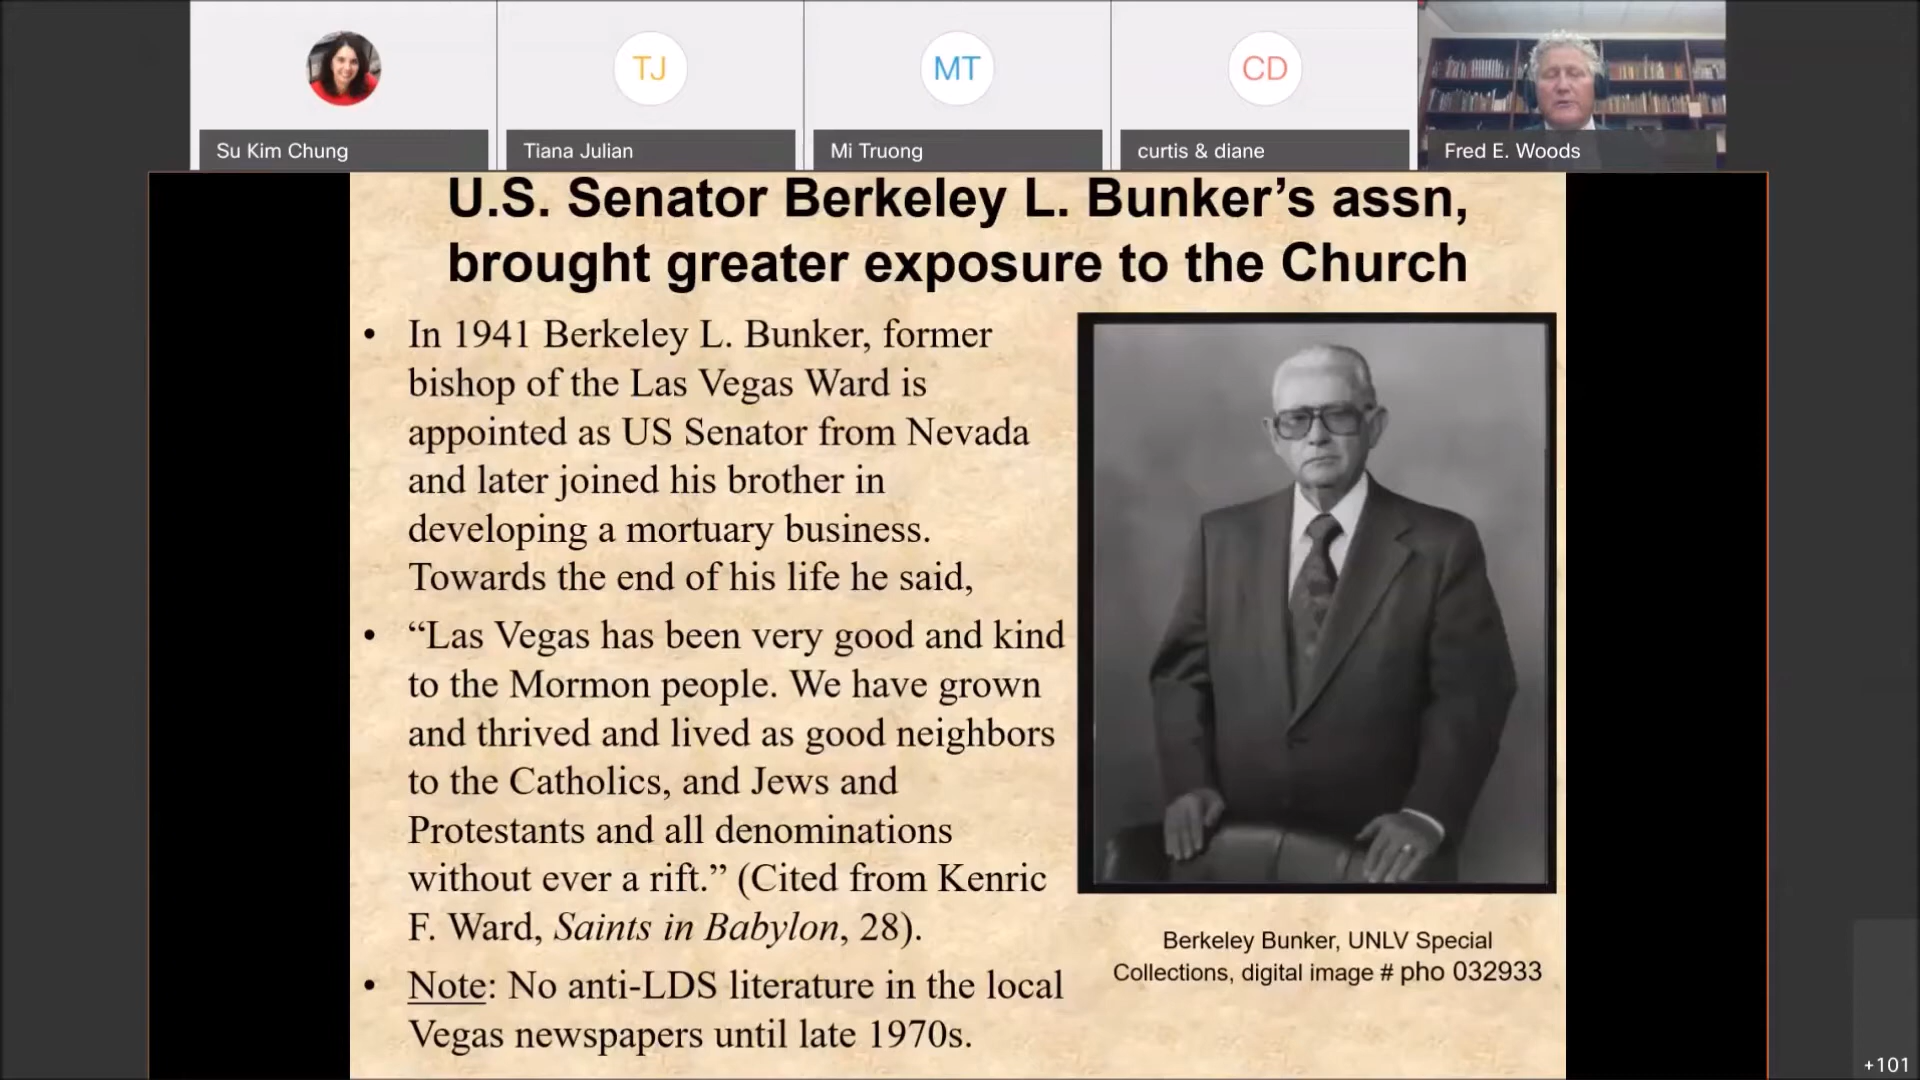 TJ
MT
CD
Su Kim Chung
Tiana Julian
Mi Truong
curtis & diane
Fred E. Woods
U.S. Senator Berkeley L. Bunker’s assn,
brought greater exposure to the Church
• In 1941 Berkeley L. Bunker, former
bishop of the Las Vegas Ward is
appointed as US Senator from Nevada
and later joined his brother in
developing a mortuary business.
Towards the end of his life he said,
• “Las Vegas has been very good and kind
to the Mormon people. We have grown
and thrived and lived as good neighbors
to the Catholics, and Jews and
Protestants and all denominations
without ever a rift.” (Cited from Kenric
F. Ward, Saints in Babylon, 28).
• Note: No anti-LDS literature in the local
Vegas newspapers until late 1970s.
Berkeley Bunker, UNLV Special
Collections, digital image # pho 032933
+101